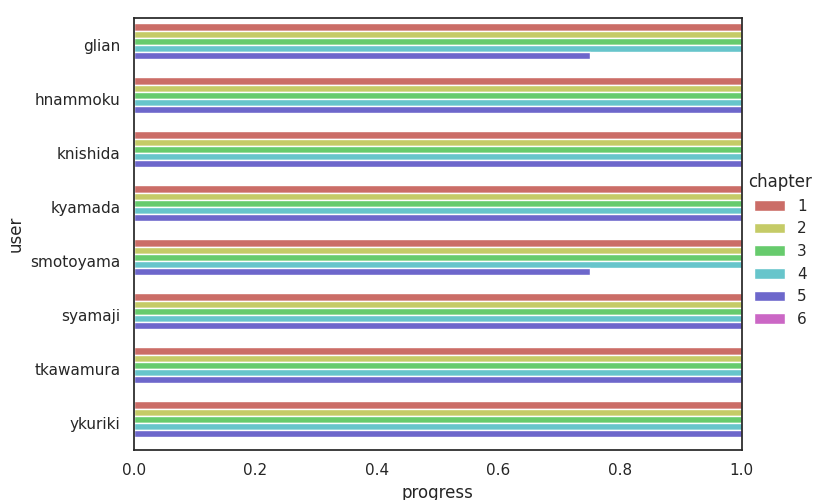 glian
hnammoku
knishida
kyamada
smotoyama
syamaji
tkawamura
ykuriki
user
0.0 0.2 0.4 0.6 0.8 1.0
progress
chapter
1
2
3
4
5
6